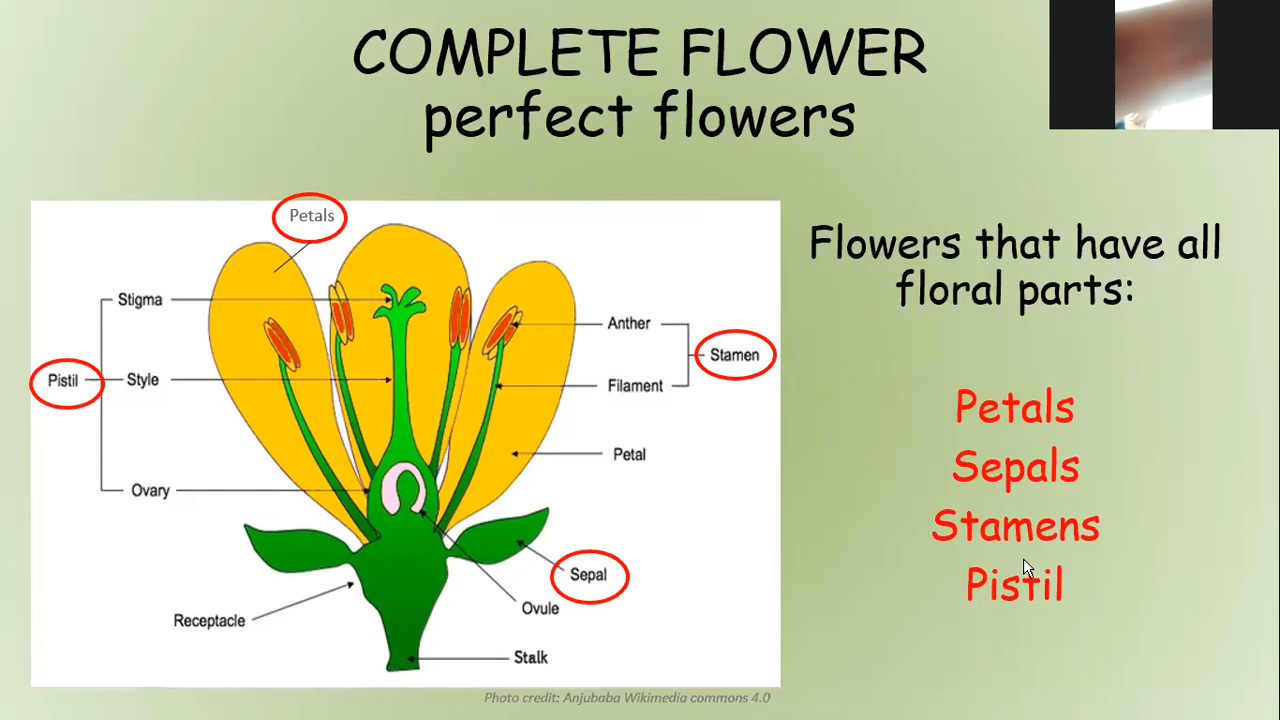 COMPLETE FLOWER
perfect flowers
Petals
Stigma
Anther
Stamen
Pistil
Style
Filament
Petal
Ovary
Sepal
Ovule
Receptacle
Stalk
Flowers that have all
floral parts:
Petals
Sepals
Stamens
Pistil
Photo credit: Anjubaba Wikimedia commons 4.0